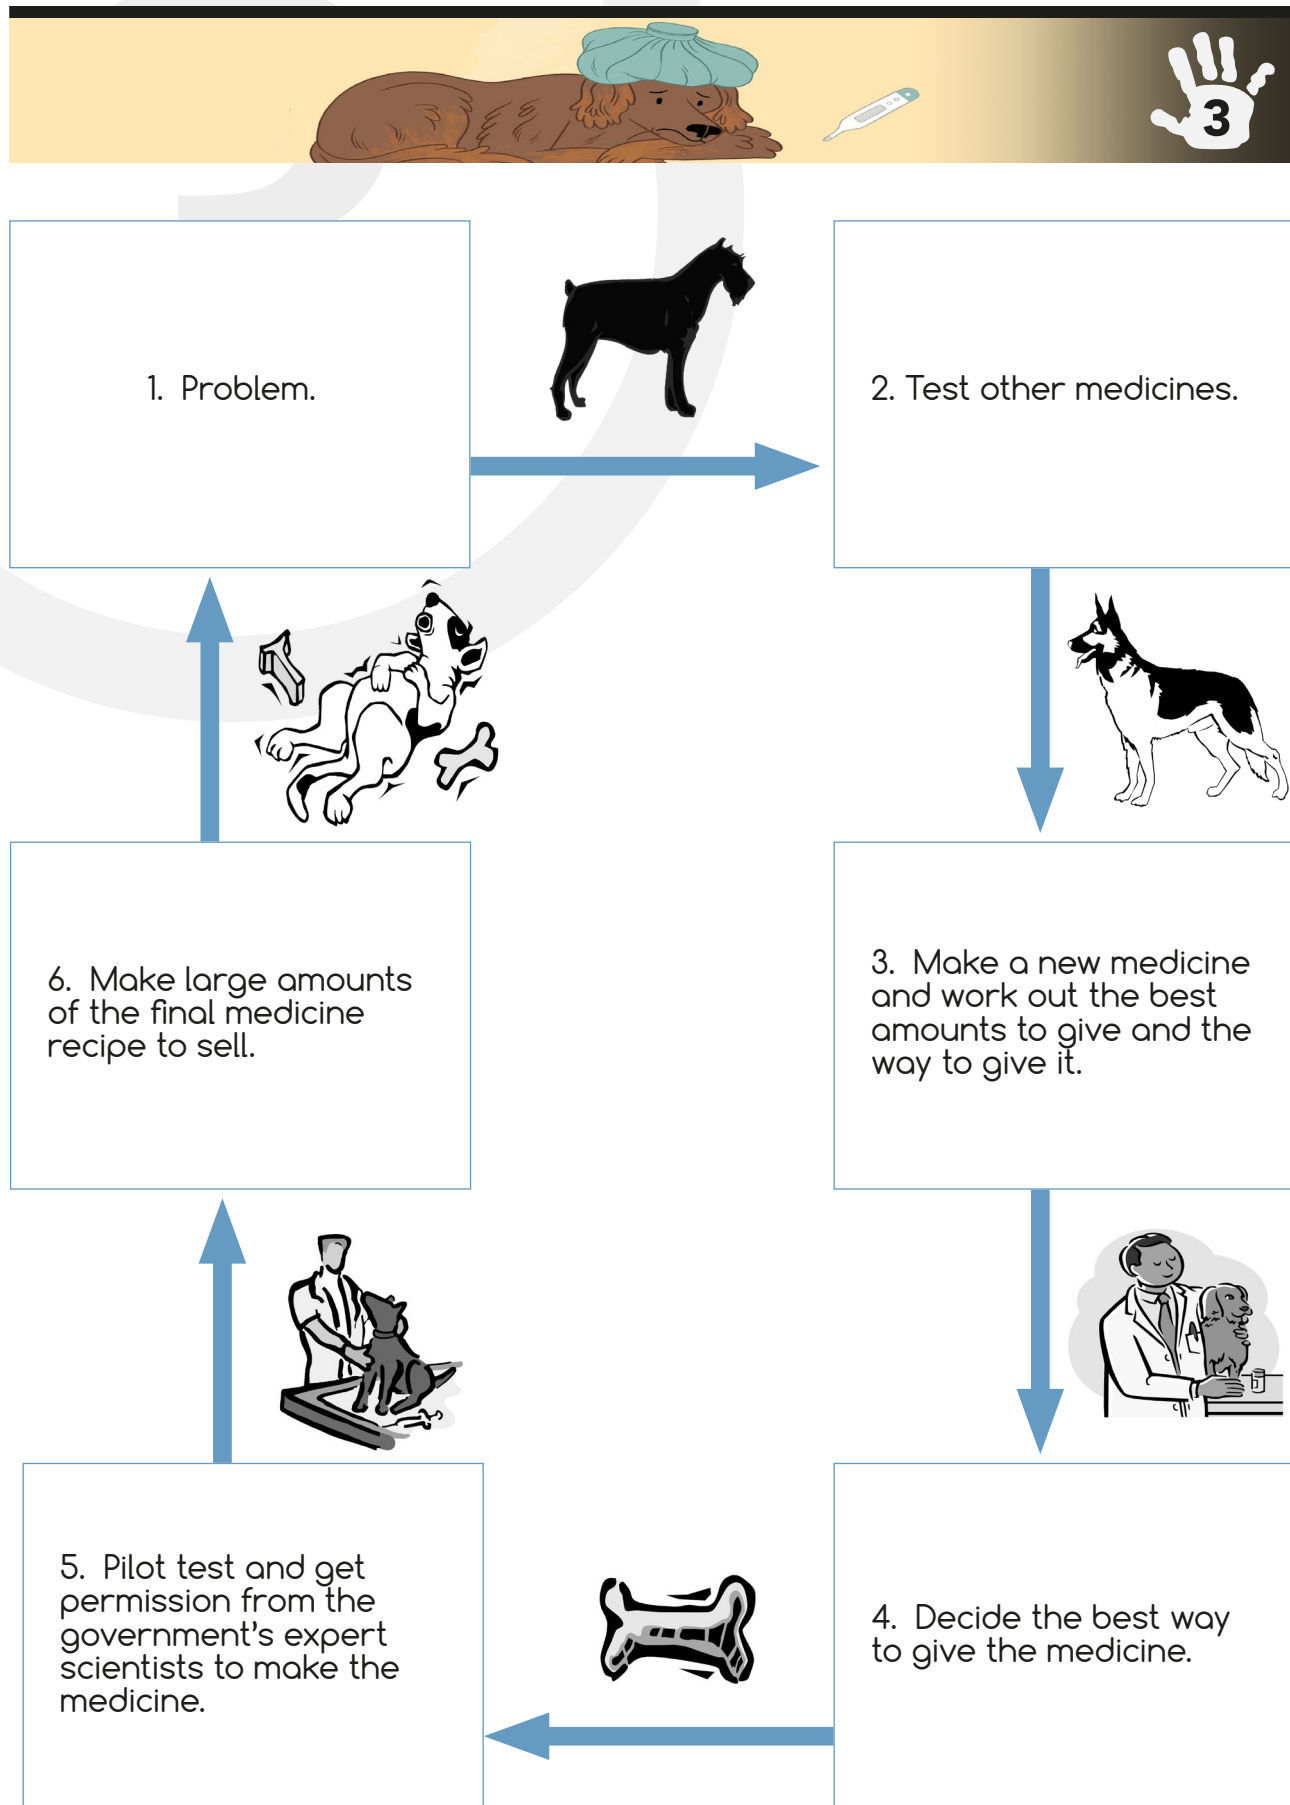 3
1. Problem.
2. Test other medicines.
3. Make a new medicine
and work out the best
amounts to give and the
way to give it.
4. Decide the best way
to give the medicine.
5. Pilot test and get
permission from the
government's expert
scientists to make the
medicine.
6. Make large amounts
of the final medicine
recipe to sell.